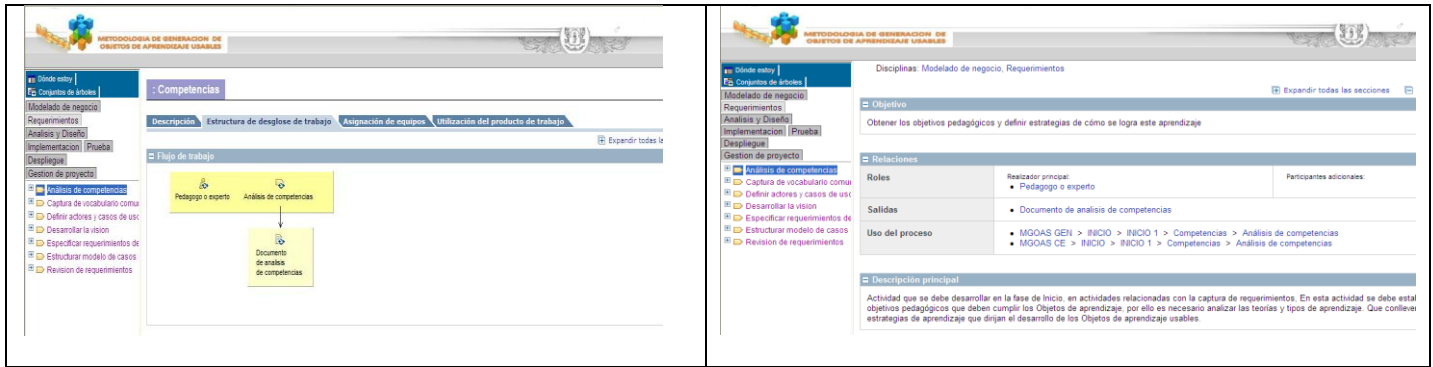 METODOLOGIA DE GENERACION DE
OBJETOS DE APRENDIZAJE USABLES
Dónde estoy
Conjuntos de árboles
Modelado de negocio
Requerimientos
Analisis y Diseño
Implementacion Prueba
Despliegue
Gestion de proyecto
Análisis de competencias
Captura de vocabulario comu
Definir actores y casos de uso
Desarrollar la vision
Especificar requerimientos de
Estructurar modelo de casos
Revision de requerimientos
: Competencias
Descripción Estructura de desglose de trabajo Asignación de equipos Utilización del producto de trabajo
Expandir todas la
Flujo de trabajo
Pedagogo o experto Análisis de competencias
Documento
de analisis
de competencias
METODOLOGIA DE GENERACION DE
OBJETOS DE APRENDIZAJE USABLES
Dónde estoy
Conjuntos de árboles
Modelado de negocio
Requerimientos
Analisis y Diseño
Implementacion Prueba
Despliegue
Gestion de proyecto
Análisis de competencias
Captura de vocabulario comu
Definir actores y casos de uso
Desarrollar la vision
Especificar requerimientos de
Estructurar modelo de casos
Revision de requerimientos
Disciplinas: Modelado de negocio, Requerimientos
Expandir todas las secciones
Objetivo
Obtener los objetivos pedagógicos y definir estrategias de cómo se logra este aprendizaje
Relaciones
Roles Realizador principal: Participantes adicionales:
Pedagogo o experto
Salidas Documento de analisis de competencias
Uso del proceso MGOAS GEN > INICIO > INICIO 1 > Competencias > Análisis de competencias
MGOAS CE > INICIO > INICIO 1 > Competencias > Análisis de competencias
Descripción principal
Actividad que se debe desarrollar en la fase de Inicio, en actividades relacionadas con la captura de requerimientos, En esta actividad se debe estal
objetivos pedagógicos que deben cumplir los Objetos de aprendizaje, por ello es necesario analizar las teorías y tipos de aprendizaje. Que conllever
estrategias de aprendizaje que dirijan el desarrollo de los Objetos de aprendizaje usables.